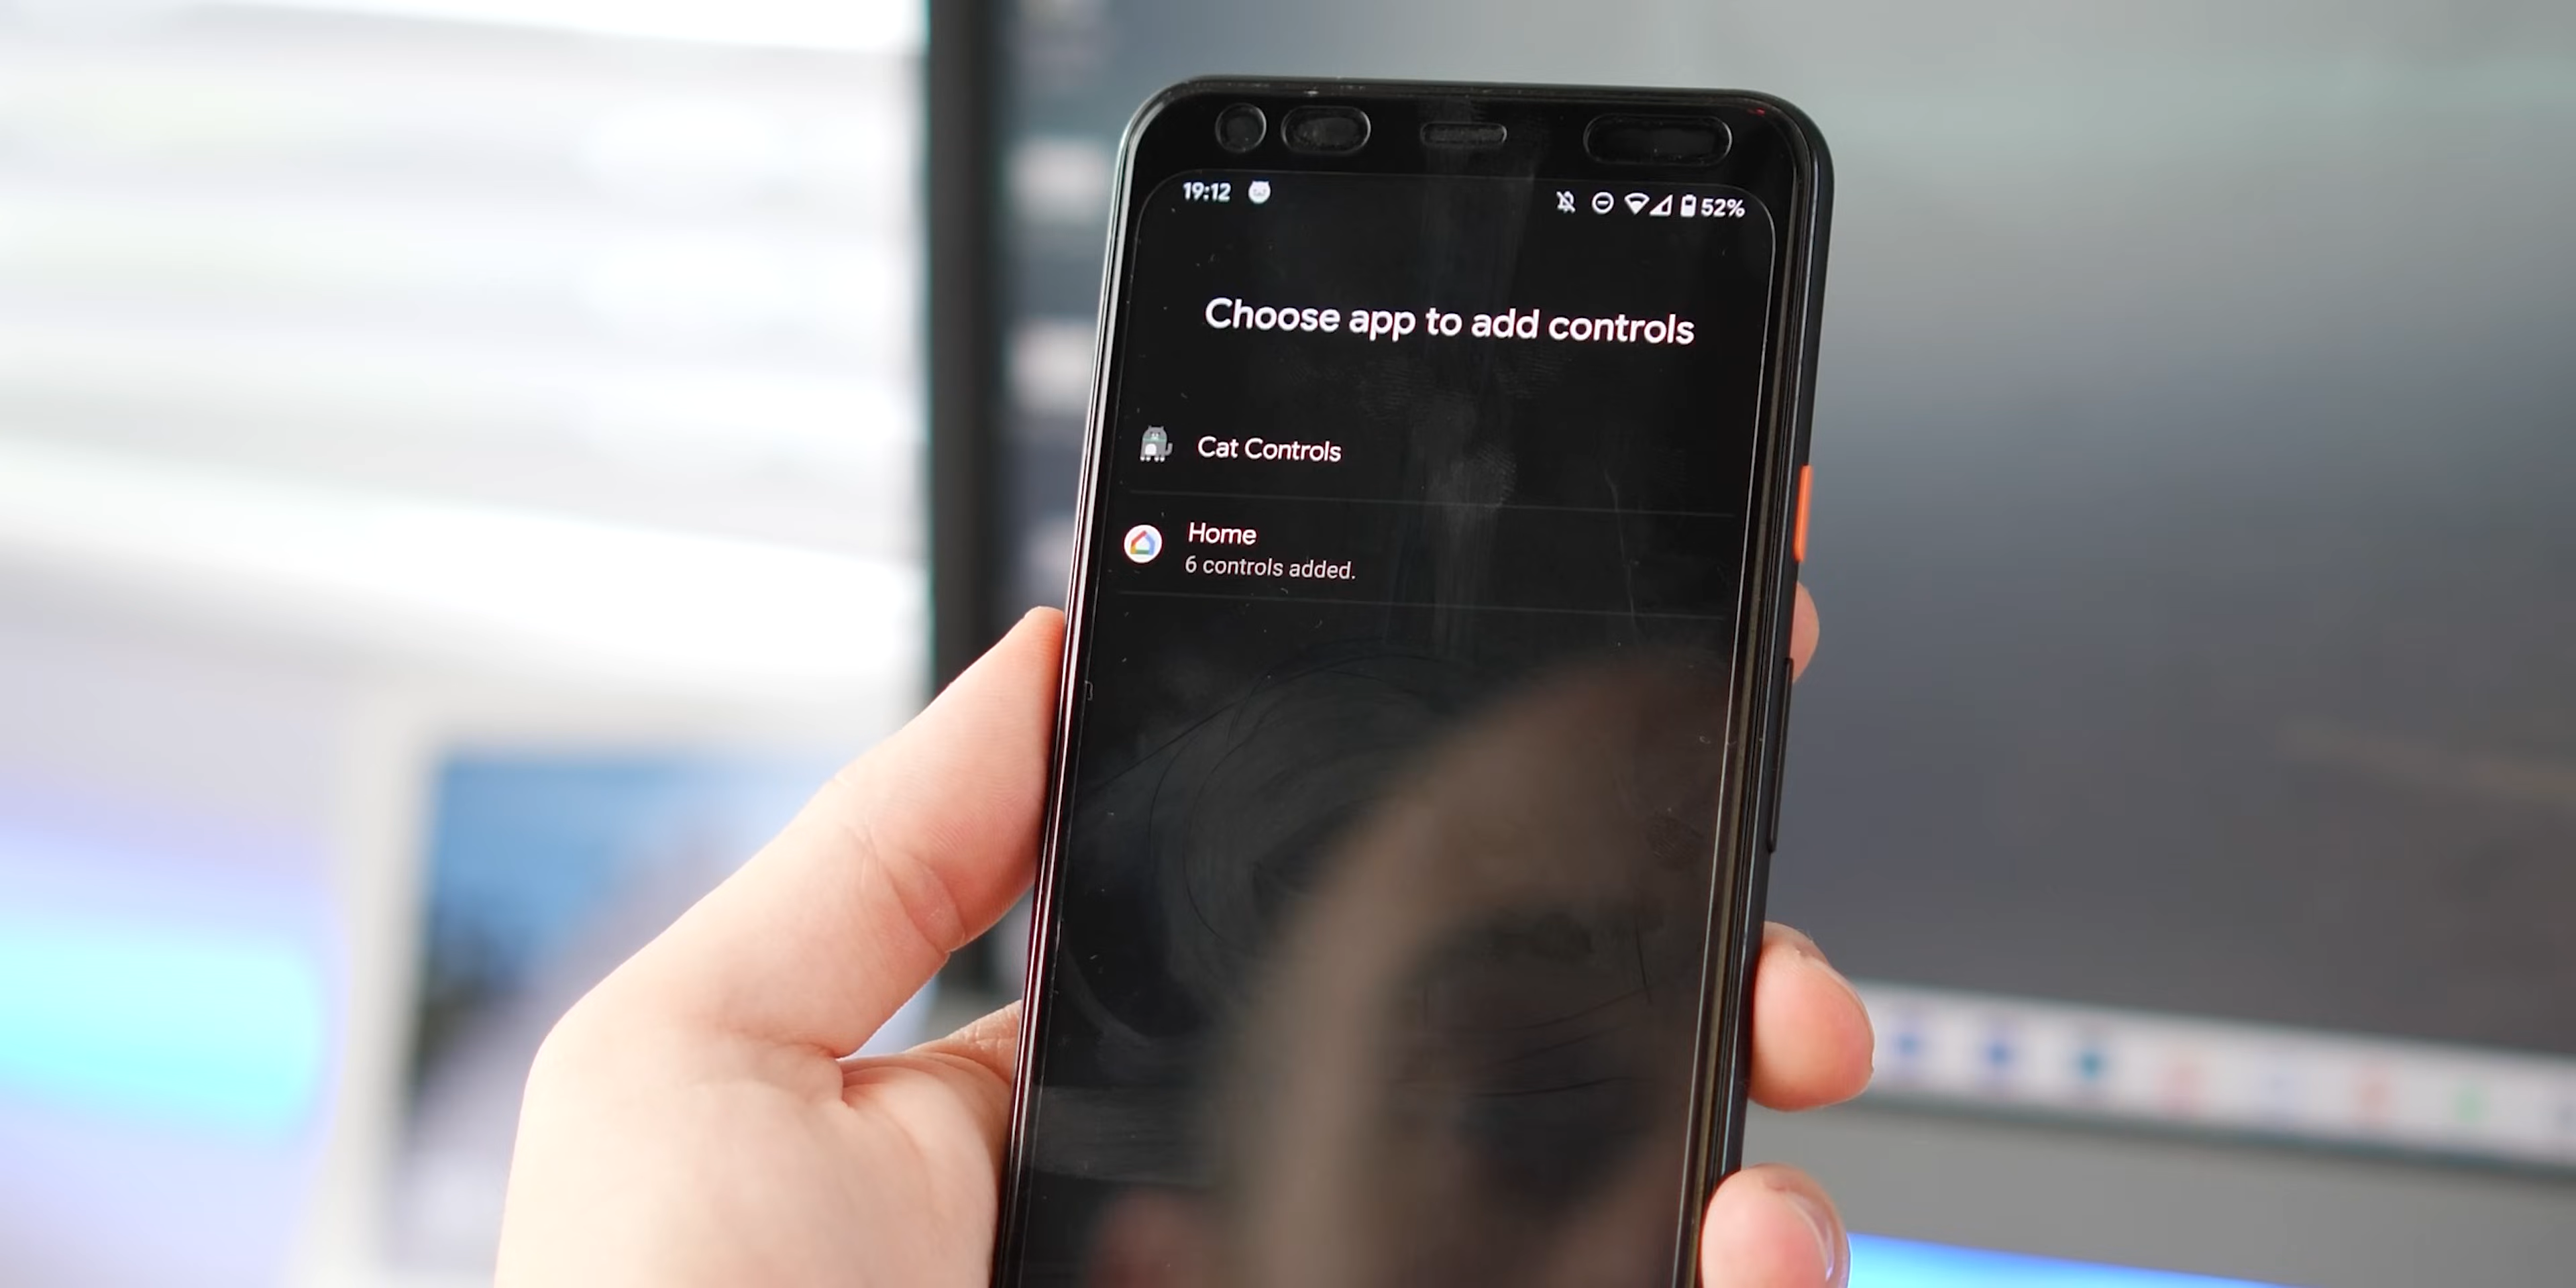 19:12 52%
Choose app to add controls
Cat Controls
Home
6 controls added.